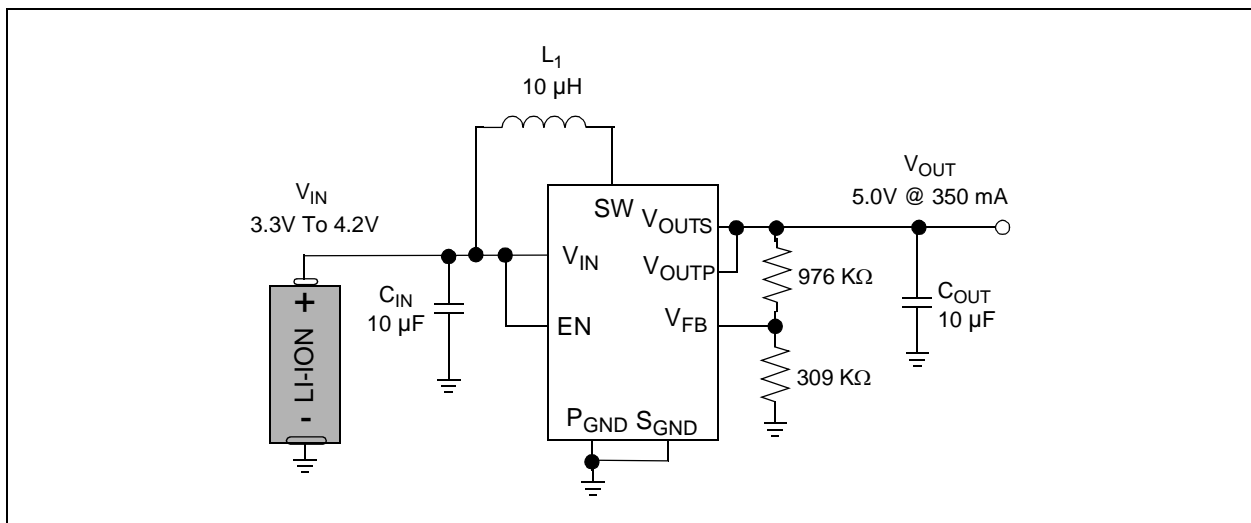 L1
10 µH
VIN
3.3V To 4.2V
VOUT
5.0V @ 350 mA
SW
VOUTS
VIN
VOUTP
976 KΩ
CIN
10 µF
COUT
10 µF
EN
VFB
309 KΩ
+ LI-ION -
PGND SGND